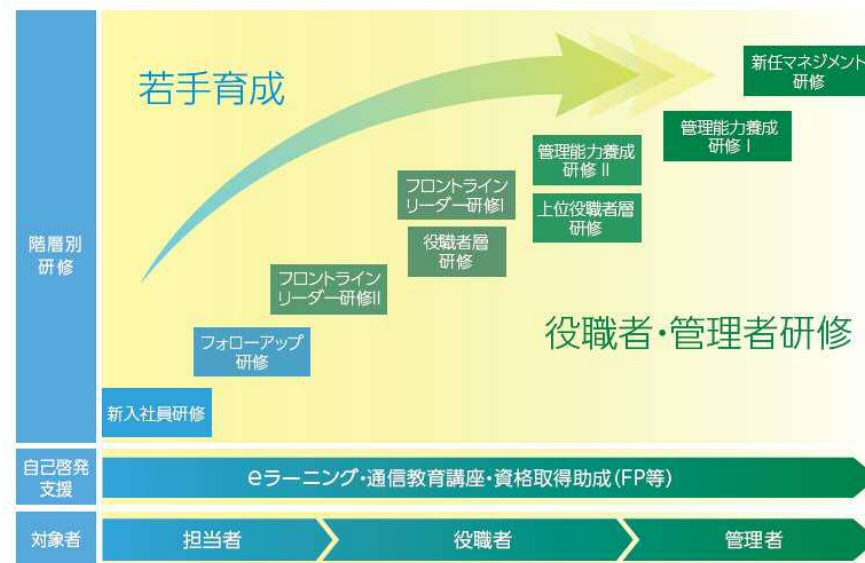 若手育成
新任マネジメント
研修
管理能力養成
研修Ⅰ
管理能力養成
研修Ⅱ
フロントライン
リーダー研修Ⅰ
上位役職者層
研修
役職者層
研修
階層別
研修
フロントライン
リーダー研修Ⅱ
役職者・管理者研修
フォローアップ
研修
新入社員研修
自己啓発
支援
eラーニング・通信教育講座・資格取得助成(FP等)
対象者
担当者
役職者
管理者